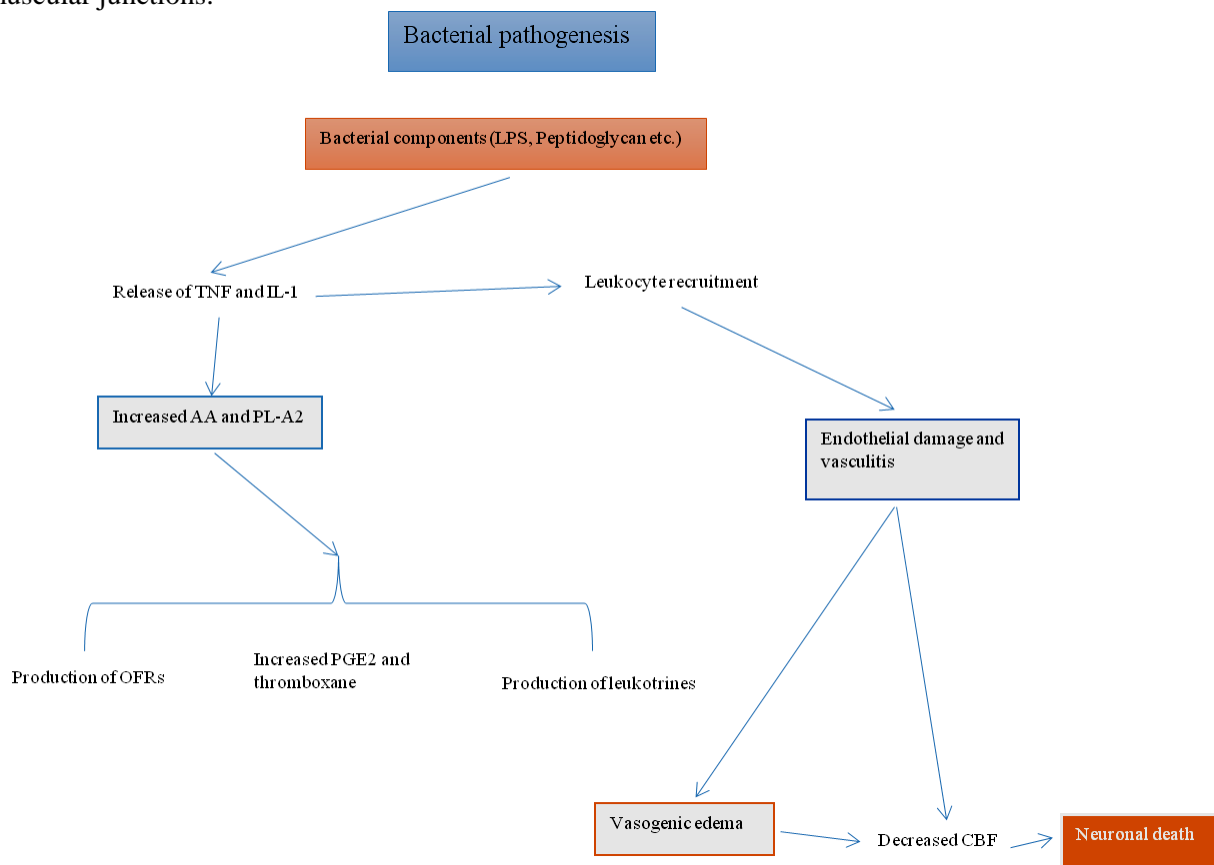 Bacterial pathogenesis
Bacterial components (LPS, Peptidoglycan etc.)
Release of TNF and IL-1
Leukocyte recruitment
Increased AA and PL-A2
Endothelial damage and
vasculitis
Production of OFRs
Increased PGE2 and
thromboxane
Production of leukotrines
Vasogenic edema
Decreased CBF
Neuronal death